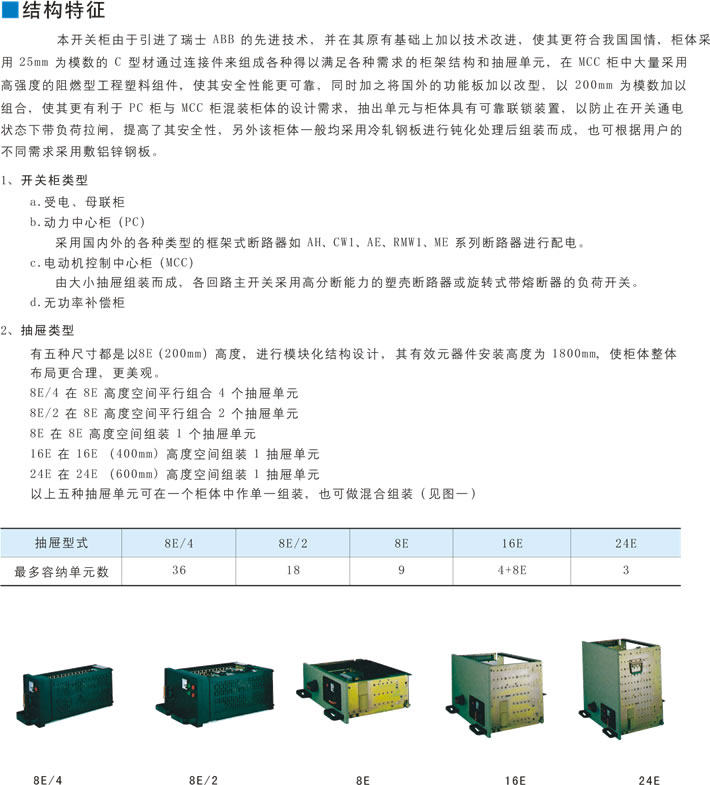 结构特征
本开关柜由于引进了瑞士 ABB 的先进技术，并在其原有基础上加以技术改进，使其更符合我国国情，柜体采
用 25mm 为模数的 C 型材通过连接件来组成各种得以满足各种需求的柜架结构和抽屉单元，在 MCC 柜中大量采用
高强度的阻燃型工程塑料组件，使其安全性能更可靠，同时加之将国外的功能板加以改型，以 200mm 为模数加以
组合，使其更有利于 PC 柜与 MCC 柜混装柜体的设计需求，抽出单元与柜体具有可靠联锁装置，以防止在开关通电
状态下带负荷拉闸，提高了其安全性，另外该柜体一般均采用冷轧钢板进行钝化处理后组装而成，也可根据用户的
不同需求采用敷铝锌钢板。
1、开关柜类型
a.受电、母联柜
b.动力中心柜（PC）
采用国内外的各种类型的框架式断路器如 AH、CW1、AE、RMW1、ME 系列断路器进行配电。
c.电动机控制中心柜（MCC）
由大小抽屉组装而成，各回路主开关采用高分断能力的塑壳断路器或旋转式带熔断器的负荷开关。
d.无功率补偿柜
2、抽屉类型
有五种尺寸都是以8E（200mm）高度，进行模块化结构设计，其有效元器件安装高度为 1800mm，使柜体整体
布局更合理，更美观。
8E/4 在 8E 高度空间平行组合 4 个抽屉单元
8E/2 在 8E 高度空间平行组合 2 个抽屉单元
8E 在 8E 高度空间组装 1 个抽屉单元
16E 在 16E （400mm）高度空间组装 1 抽屉单元
24E 在 24E （600mm）高度空间组装 1 抽屉单元
以上五种抽屉单元可在一个柜体中作单一组装，也可做混合组装（见图一）
抽屉型式 8E/4 8E/2 8E 16E 24E
最多容纳单元数 36 18 9 4+8E 3
8E/4 8E/2 8E 16E 24E